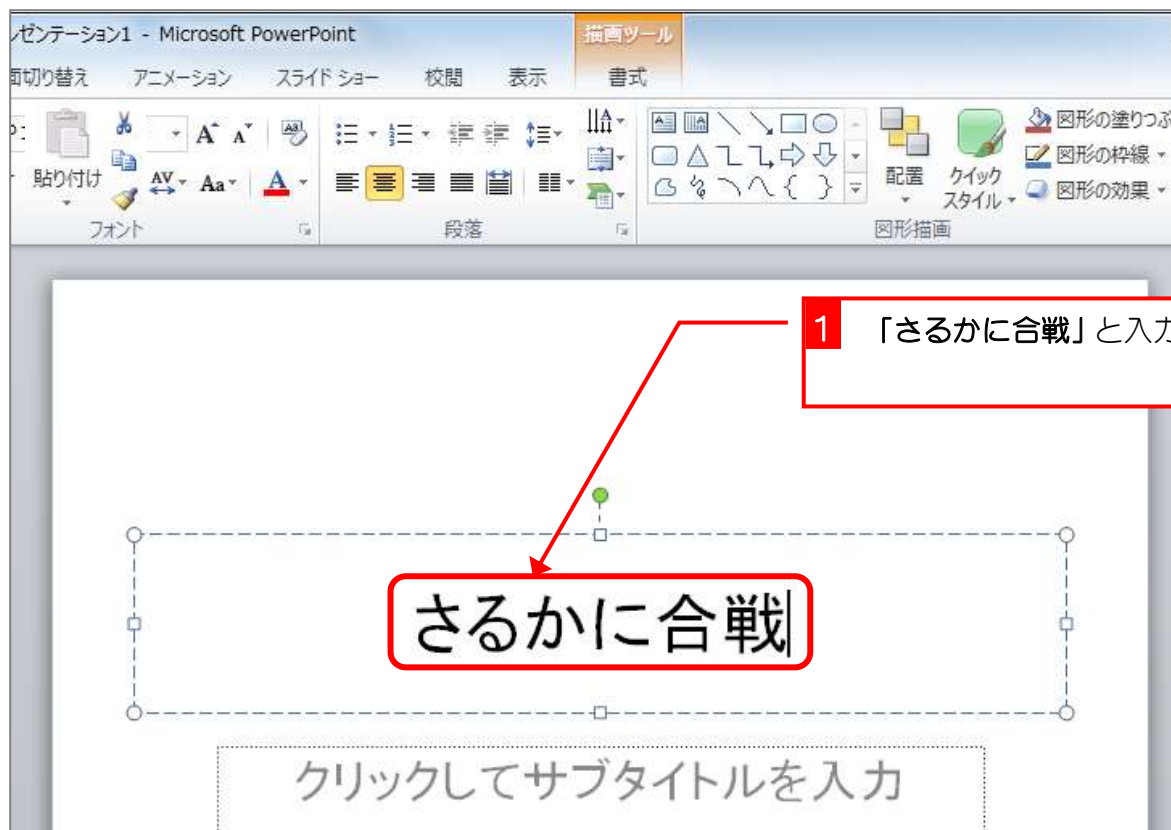 ゼンテーション1 - Microsoft PowerPoint 描画ツール
面切り替え アニメーション スライド ショー 校閲 表示 書式
貼り付け Aa A 配置 クイック スタイル
図形の塗りつぶ
図形の枠線
図形の効果
フォント 段落 図形描画
1 「さるかに合戦」と入力
さるかに合戦
クリックしてサブタイトルを入力